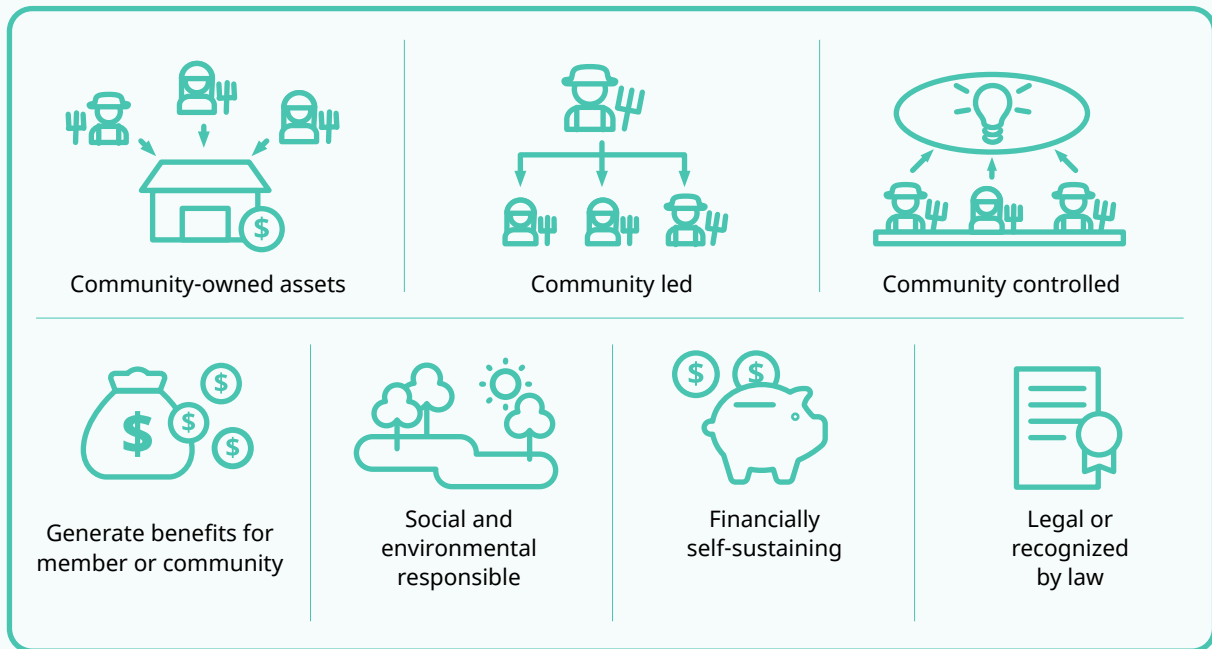 Community-owned assets
Community led
Community controlled
$
$
$
$
$
$
$
Generate benefits for
member or community
Social and
environmental
responsible
Financially
self-sustaining
Legal or
recognized
by law